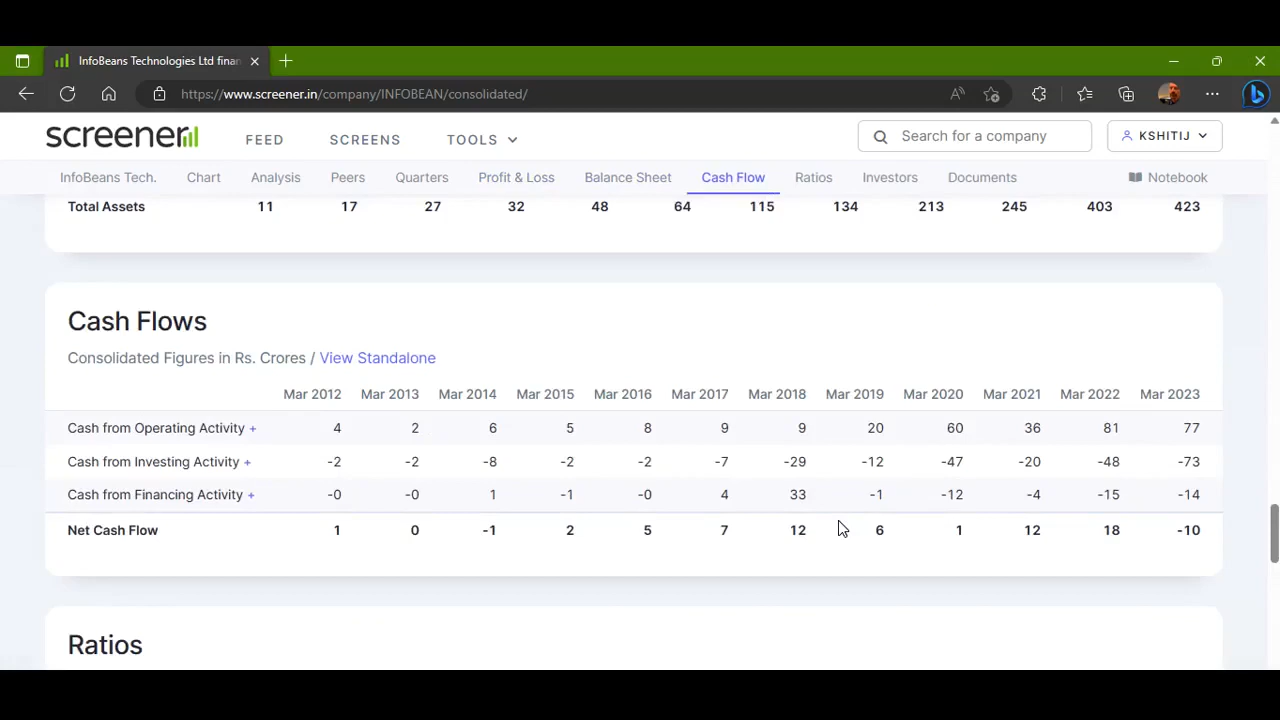 InfoBeans Technologies Ltd finan
https://www.screener.in/company/INFOBEAN/consolidated/
screener FEED SCREENS TOOLS Search for a company KSHITIJ
InfoBeans Tech. Chart Analysis Peers Quarters Profit & Loss Balance Sheet Cash Flow Ratios Investors Documents Notebook
Total Assets 11 17 27 32 48 64 115 134 213 245 403 423
Cash Flows
Consolidated Figures in Rs. Crores / View Standalone
Mar 2012 Mar 2013 Mar 2014 Mar 2015 Mar 2016 Mar 2017 Mar 2018 Mar 2019 Mar 2020 Mar 2021 Mar 2022 Mar 2023
Cash from Operating Activity + 4 2 6 5 8 9 9 20 60 36 81 77
Cash from Investing Activity + -2 -2 -8 -2 -2 -7 -29 -12 -47 -20 -48 -73
Cash from Financing Activity + -0 -0 1 -1 -0 4 33 -1 -12 -4 -15 -14
Net Cash Flow 1 0 -1 2 5 7 12 6 1 12 18 -10
Ratios